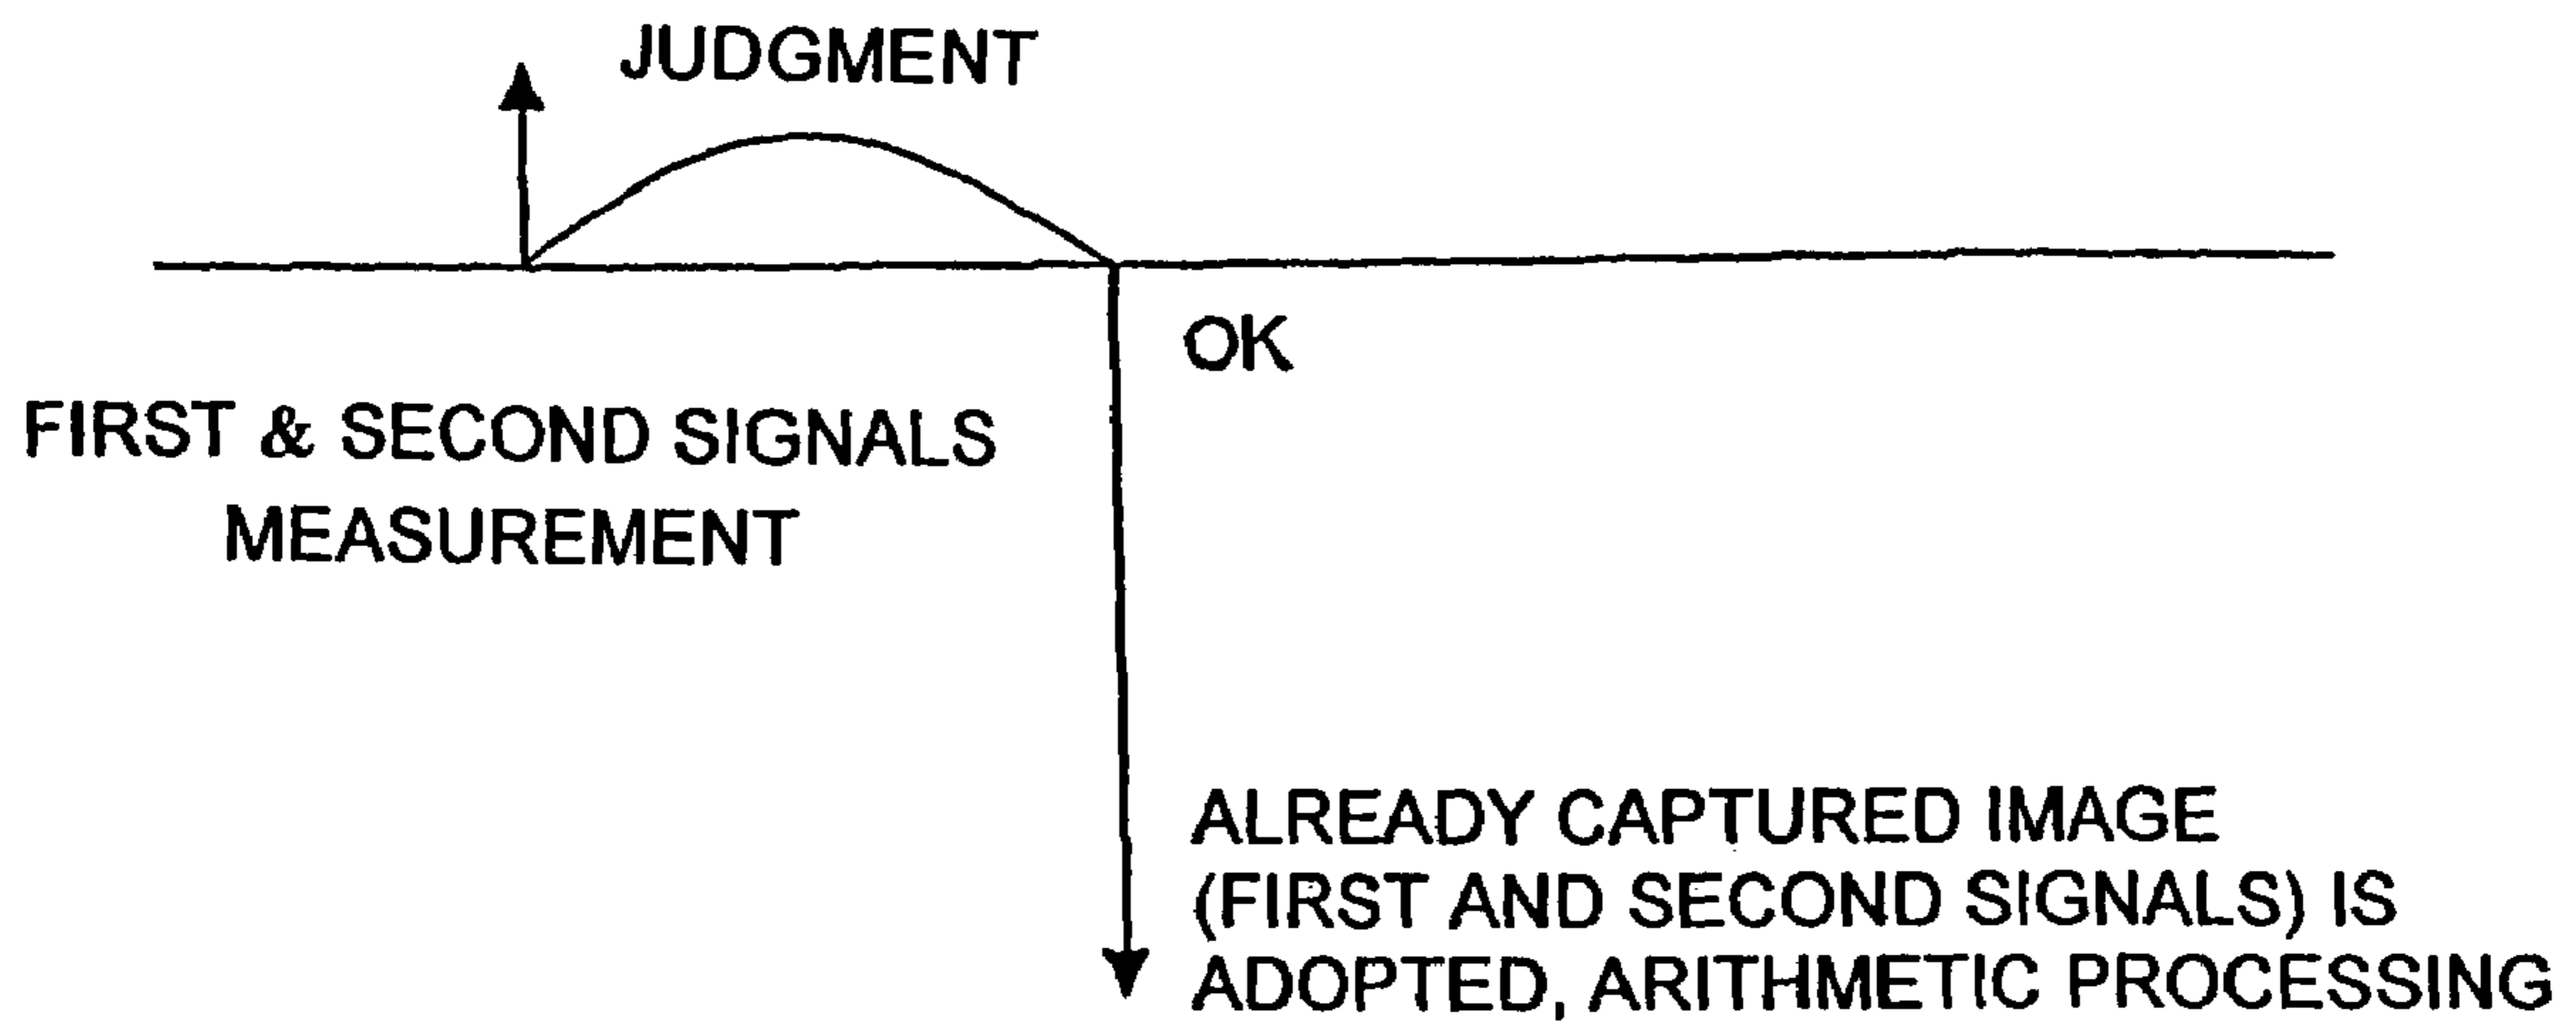 JUDGMENT
OK
FIRST & SECOND SIGNALS
MEASUREMENT
ALREADY CAPTURED IMAGE
(FIRST AND SECOND SIGNALS) IS
ADOPTED, ARITHMETIC PROCESSING